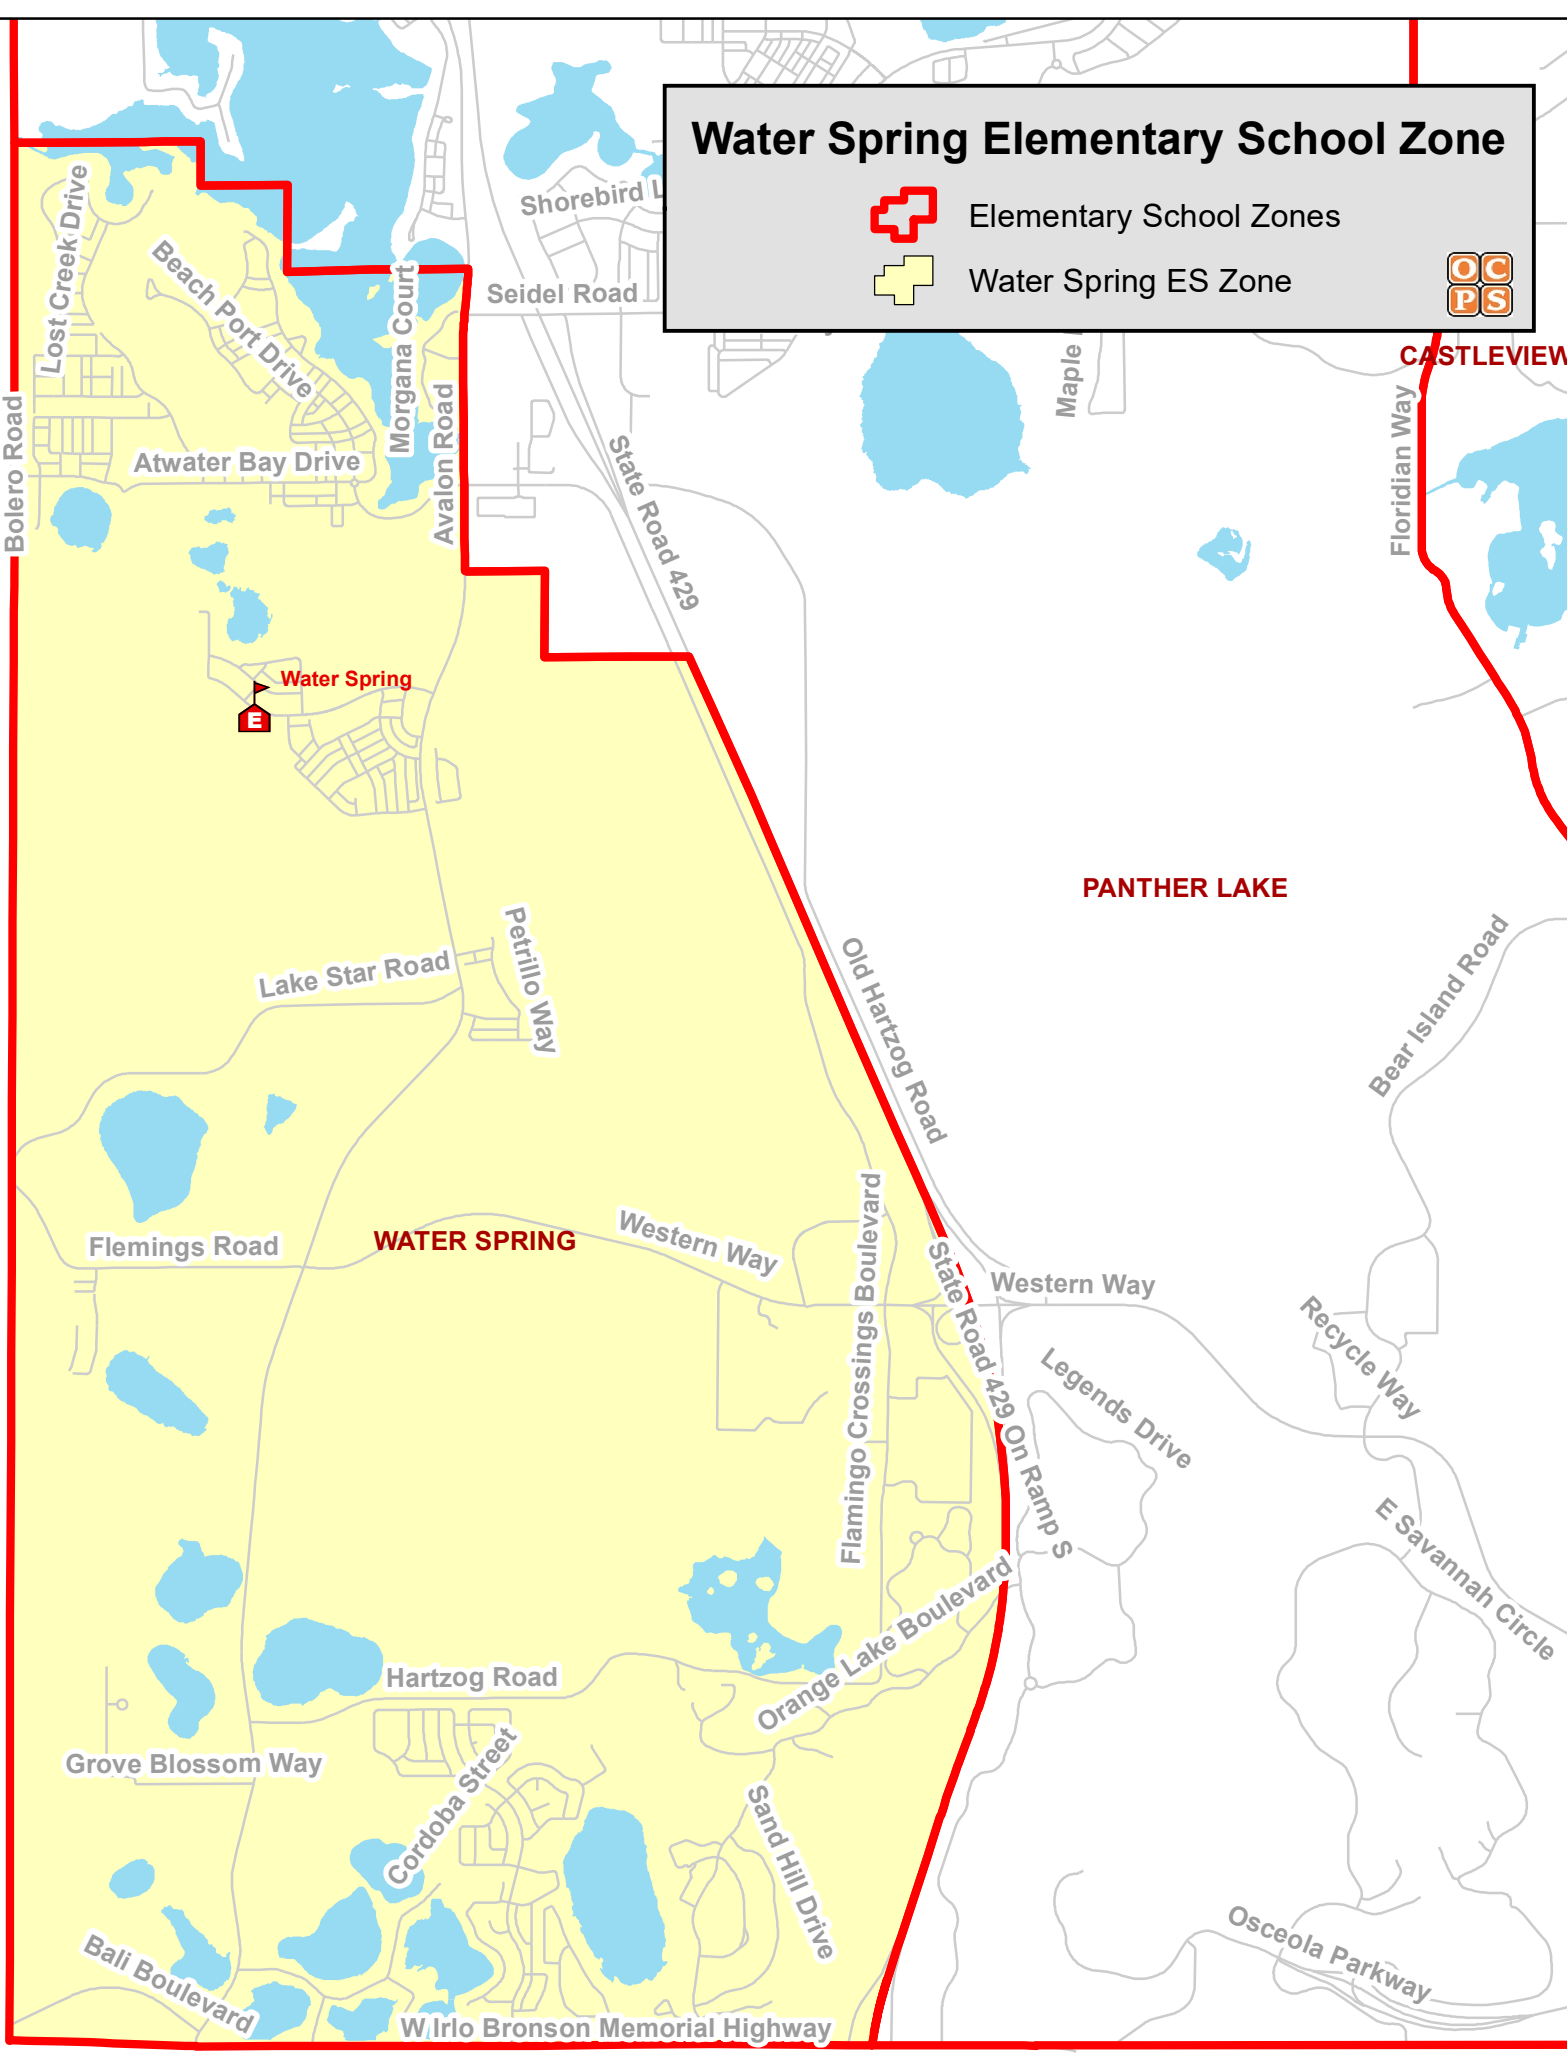 Water Spring Elementary School Zone
Elementary School Zones
Water Spring ES Zone
OC
PS
Shorebird
Seidel Road
Lost Creek Drive
Beach Port Drive
Morgana Court
Avalon Road
Bolero Road
Atwater Bay Drive
State Road 429
Maple
Floridian Way
CASTLEVIEW
Water Spring
E
PANTHER LAKE
Lake Star Road
Petrillo Way
Old Hartzog Road
Bear Island Road
Flemings Road
WATER SPRING
Western Way
Flamingo Crossings Boulevard
State Road 429 On Ramp S
Western Way
Recycle Way
Legends Drive
E Savannah Circle
Orange Lake Boulevard
Hartzog Road
Grove Blossom Way
Cordoba Street
Sand Hill Drive
Bali Boulevard
Osceola Parkway
W Irlo Bronson Memorial Highway